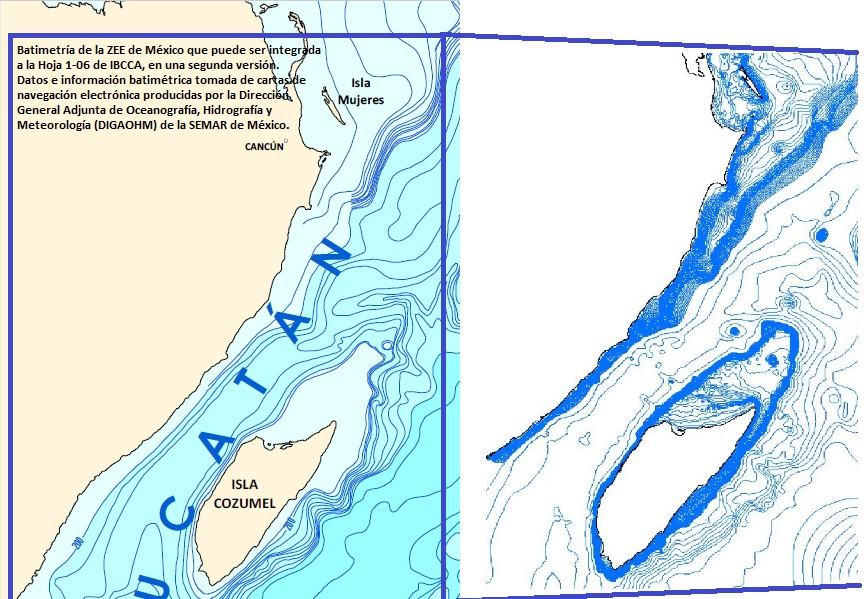 Batimetría de la ZEE de México que puede ser integrada
a la Hoja 1-06 de IBCCA, en una segunda versión.
Datos e información batimétrica tomada de cartas de
navegación electrónica producidas por la Dirección
General Adjunta de Oceanografía, Hidrografía y
Meteorología (DIGAOHM) de la SEMAR de México.
Isla
Mujeres
CANCÚN
U C A T Á N
ISLA
COZUMEL
200
200